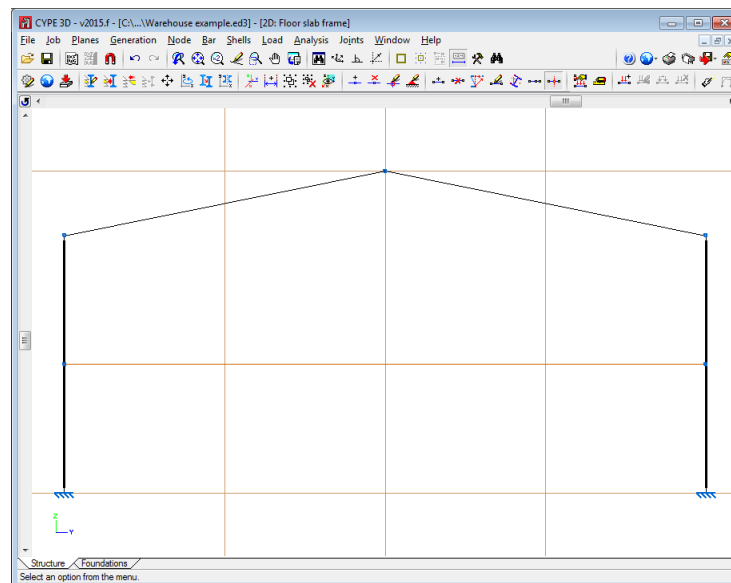 CYPE 3D - v2015.f - [C:\...\Warehouse example.ed3] - [2D: Floor slab frame]
File Job Planes Generation Node Bar Shells Load Analysis Joints Window Help
Z
Y
Structure Foundations
Select an option from the menu.